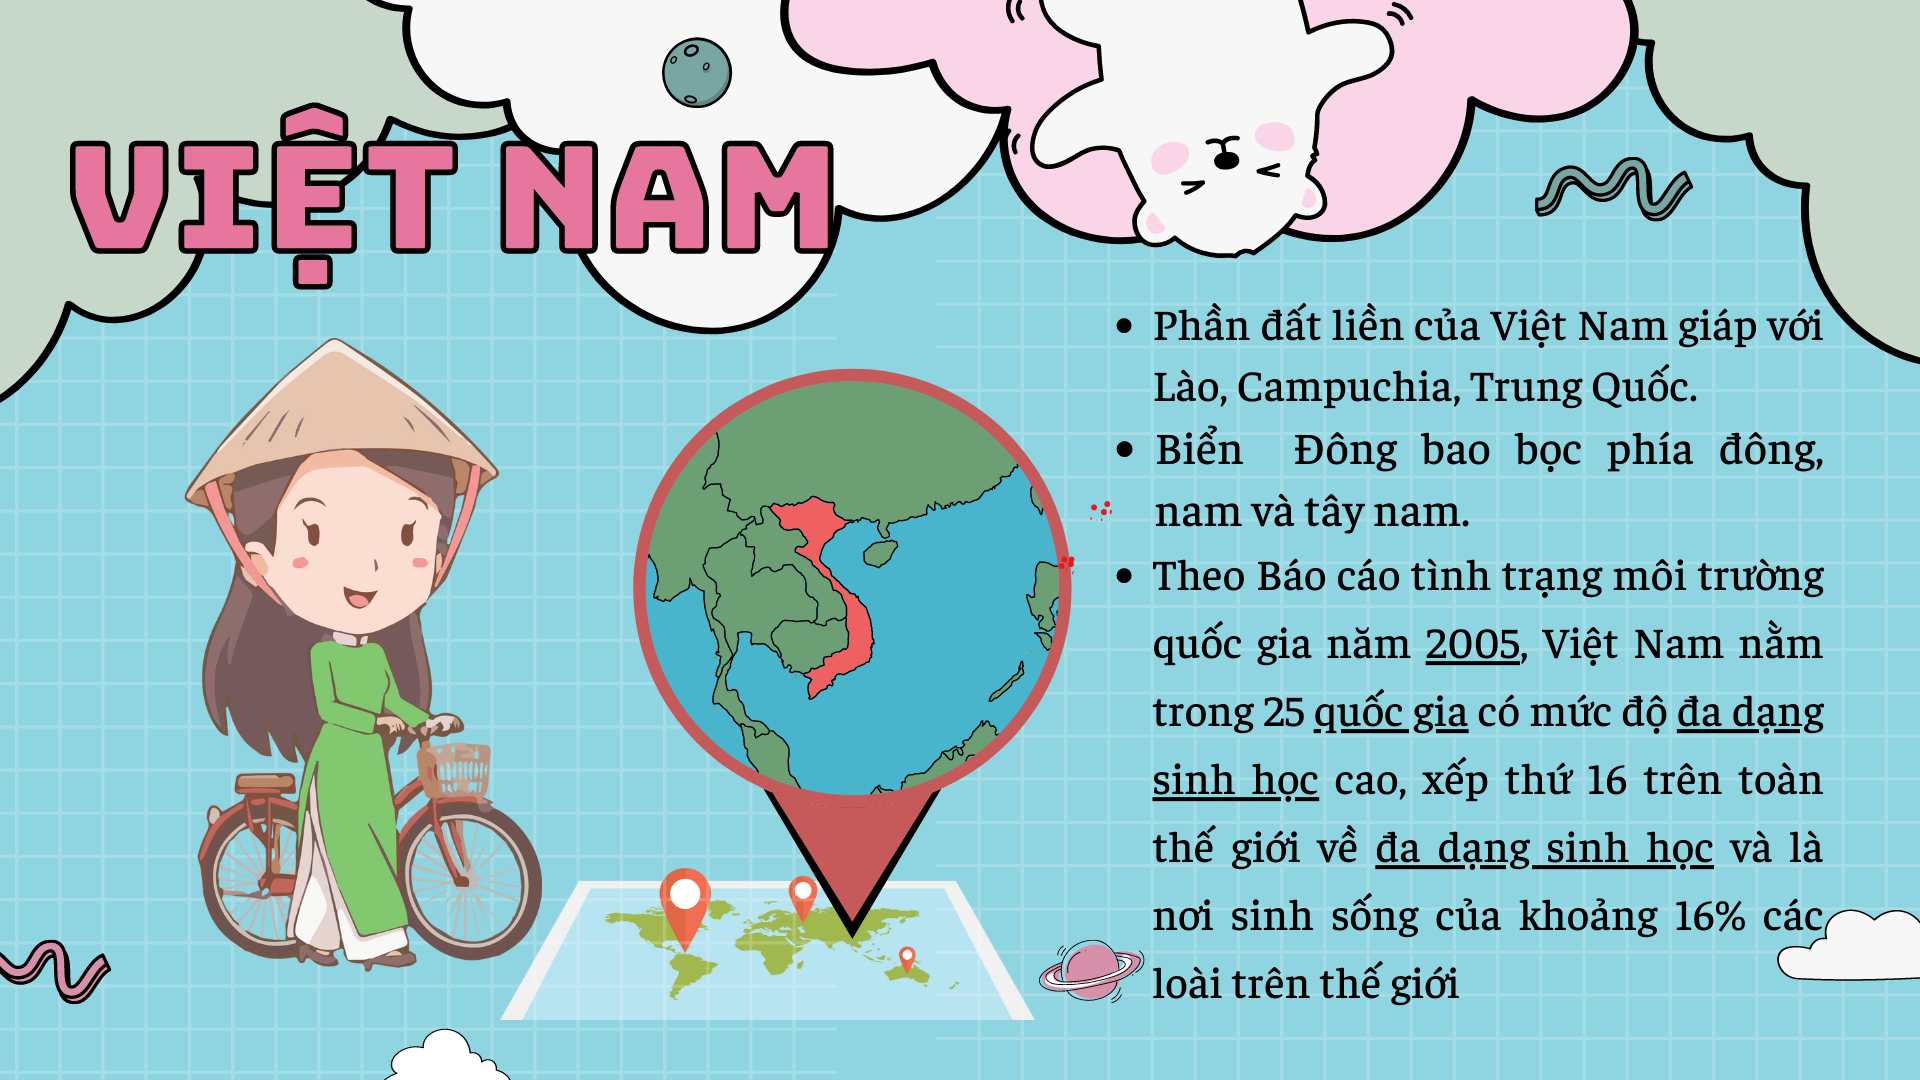 VIỆT NAM
Phần đất liền của Việt Nam giáp với
Lào, Campuchia, Trung Quốc.
Biển Đông bao bọc phía đông,
nam và tây nam.
Theo Báo cáo tình trạng môi trường
quốc gia năm 2005, Việt Nam nằm
trong 25 quốc gia có mức độ đa dạng
sinh học cao, xếp thứ 16 trên toàn
thế giới về đa dạng sinh học và là
nơi sinh sống của khoảng 16% các
loài trên thế giới